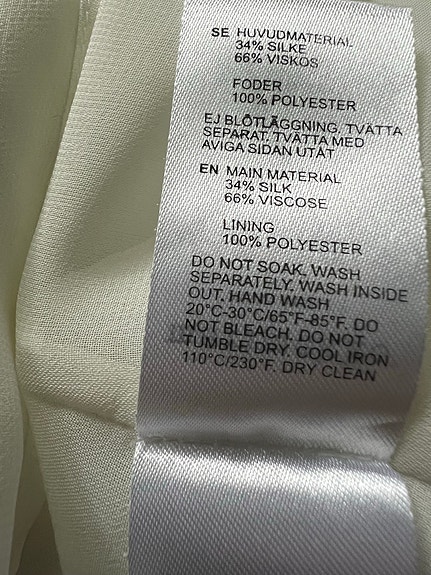 SE HUVUDMATERIAL
34% SILKE
66% VISKOS
FODER
100% POLYESTER
EJ BLÖTLÄGGNING. TVÄTTA
SEPARAT. TVÄTTA MED
AVIGA SIDAN UTÅT
EN MAIN MATERIAL
34% SILK
66% VISCOSE
LINING
100% POLYESTER
DO NOT SOAK. WASH
SEPARATELY. WASH INSIDE
OUT. HAND WASH
20°C-30°C/65°F-85°F. DO
NOT BLEACH. DO NOT
TUMBLE DRY. COOL IRON
110°C/230°F. DRY CLEAN